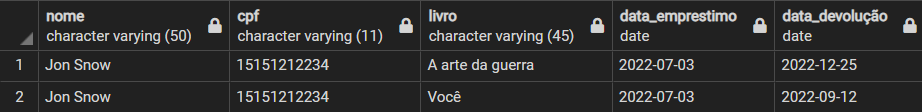 nome cpf livro data_emprestimo data_devolução
character varying (50) character varying (11) character varying (45) date date
1 Jon Snow 15151212234 A arte da guerra 2022-07-03 2022-12-25
2 Jon Snow 15151212234 Você 2022-07-03 2022-09-12